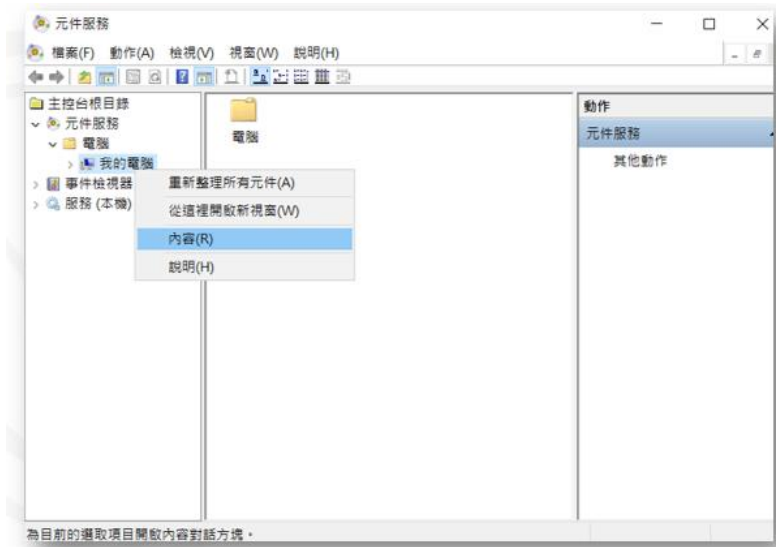 元件服務
檔案(F) 動作(A) 檢視(V) 視窗(W) 說明(H)
主控台根目錄
元件服務
電腦
我的電腦
事件檢視器
服務 (本機)
電腦
重新整理所有元件(A)
從這裡開啟新視窗(W)
內容(R)
說明(H)
動作
元件服務
其他動作
為目前的選取項目開啟內容對話方塊。